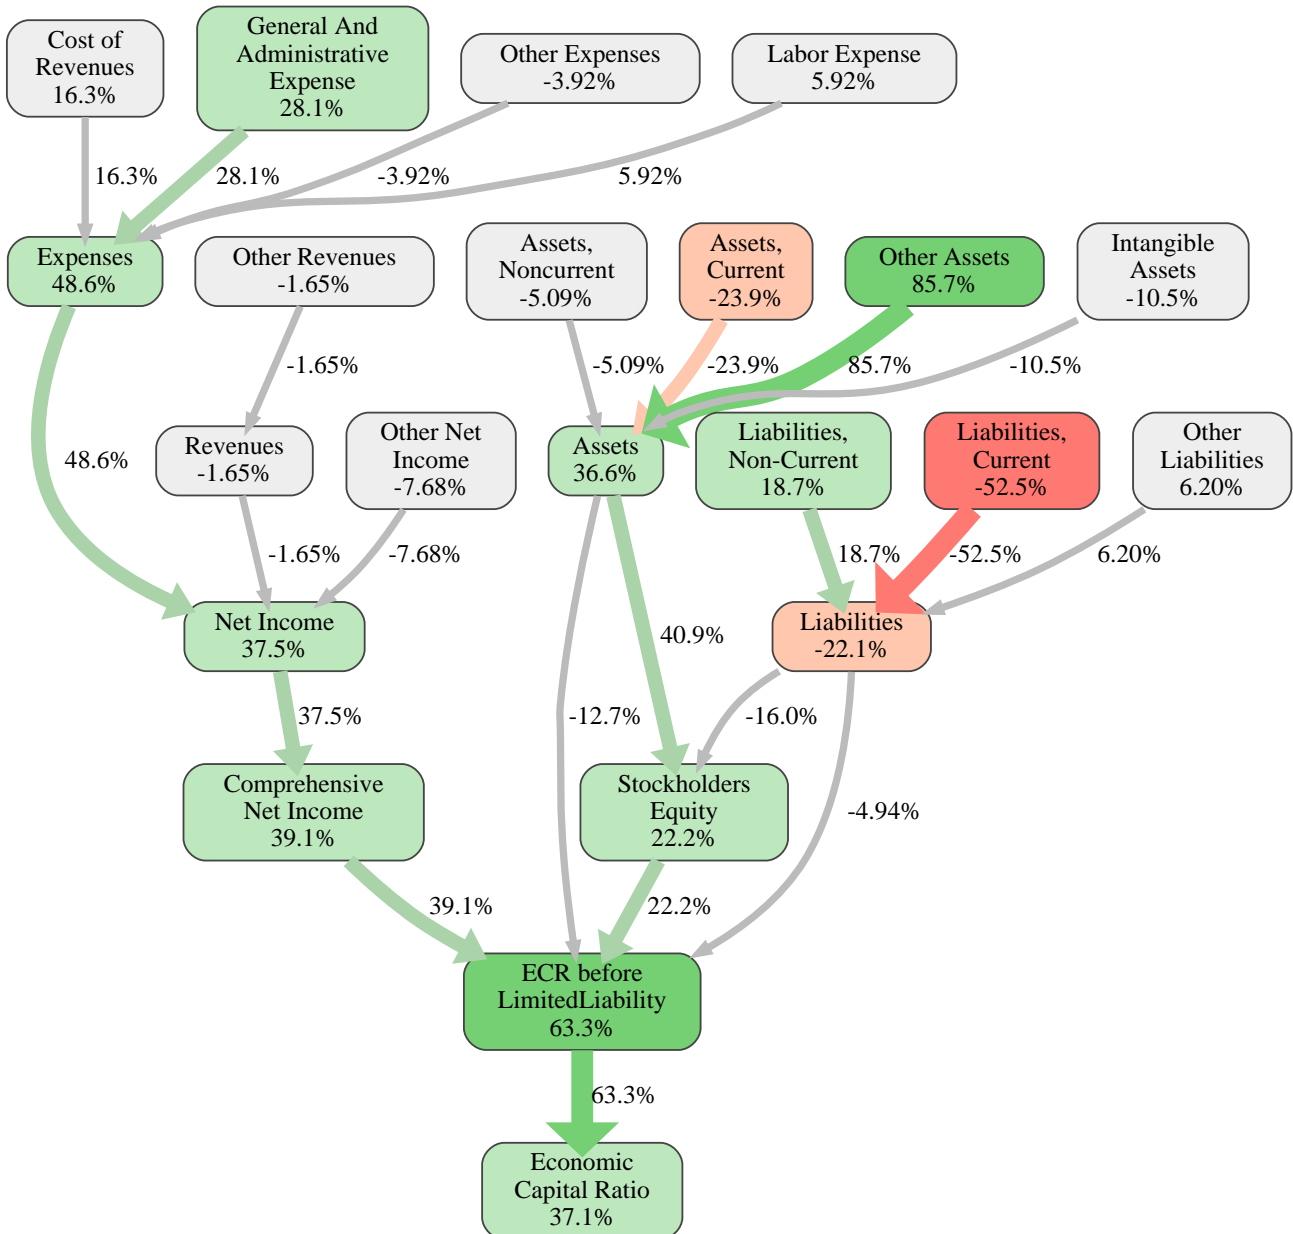 Cost of
Revenues
16.3%
General And
Administrative
Expense
28.1%
Other Expenses
-3.92%
Labor Expense
5.92%
16.3%
28.1%
-3.92%
5.92%
Expenses
48.6%
Other Revenues
-1.65%
Assets,
Noncurrent
-5.09%
Assets,
Current
-23.9%
Other Assets
85.7%
Intangible
Assets
-10.5%
-1.65%
-5.09%
-23.9%
85.7%
-10.5%
48.6%
Revenues
-1.65%
Other Net
Income
-7.68%
Assets
36.6%
Liabilities,
Non-Current
18.7%
Liabilities,
Current
-52.5%
Other
Liabilities
6.20%
-1.65%
-7.68%
18.7%
-52.5%
6.20%
Net Income
37.5%
40.9%
Liabilities
-22.1%
37.5%
-12.7%
-16.0%
Comprehensive
Net Income
39.1%
Stockholders
Equity
22.2%
-4.94%
39.1%
22.2%
ECR before
LimitedLiability
63.3%
63.3%
Economic
Capital Ratio
37.1%